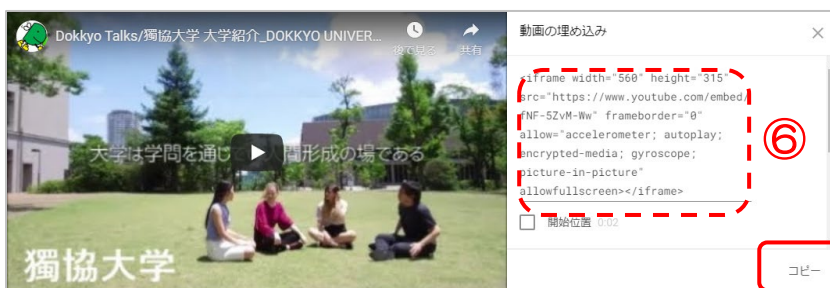 Dokkyo Talks/獨協大学 大学紹介_DOKKYO UNIVER...
後で見る
共有
大学は学問を通じての人間形成の場である
獨協大学
動画の埋め込み
<iframe width="560" height="315"
src="https://www.youtube.com/embed/
fNF-5ZvM-Ww" frameborder="0"
allow="accelerometer; autoplay;
encrypted-media; gyroscope;
picture-in-picture"
allowfullscreen></iframe>
⑥
開始位置 0:02
コピー